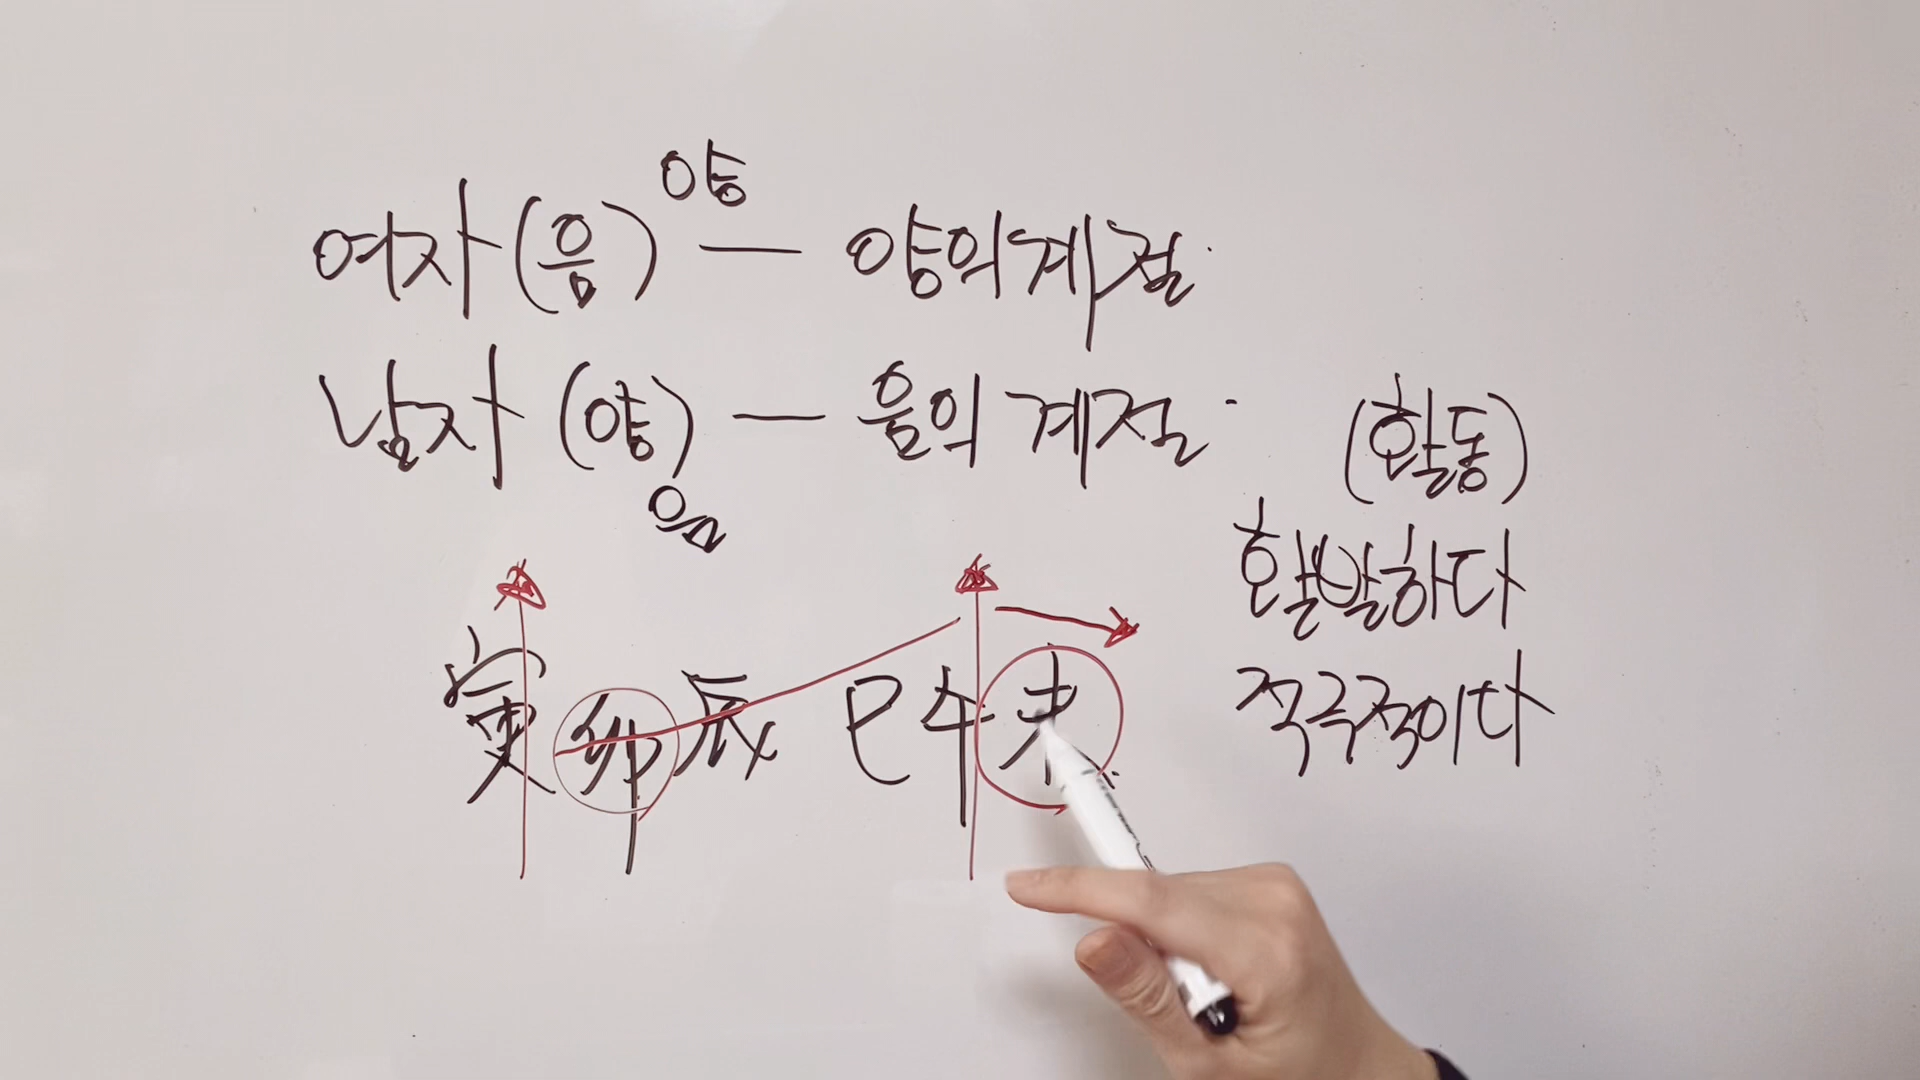 양
여자(음) — 양의계절.
남자(양) — 음의계절.
음
(활동)
활발하다
적극적이다
寅卯辰 巳午未